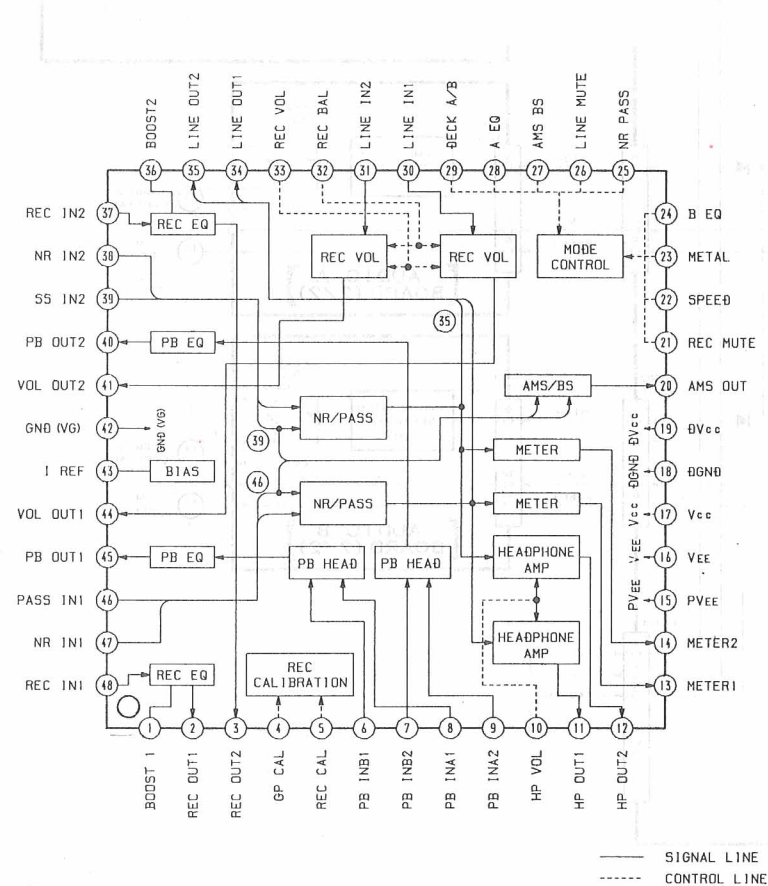 BOOST2
LINE OUT2
LINE OUT1
REC VOL
REC BAL
LINE IN2
LINE IN1
DECK A/B
A EQ
AMS BS
LINE MUTE
NR PASS
36
35
34
33
32
31
30
29
28
27
26
25
REC IN2
37
REC EQ
REC VOL
REC VOL
MODE
CONTROL
24
B EQ
NR IN2
38
23
METAL
SS IN2
39
22
SPEED
35
PB OUT2
40
PB EQ
21
REC MUTE
VOL OUT2
41
AMS/BS
20
AMS OUT
NR/PASS
GND (VG)
42
GND (VG)
39
DVcc
19
DVcc
METER
I REF
43
BIAS
46
DGND
18
DGND
NR/PASS
METER
VOL OUT1
44
Vcc
17
Vcc
PB OUT1
45
PB EQ
PB HEAD
PB HEAD
HEADPHONE
AMP
VEE
16
VEE
PASS IN1
46
PVEE
15
PVEE
NR IN1
47
HEADPHONE
AMP
14
METER2
REC IN1
48
REC EQ
REC
CALIBRATION
13
METER1
1
2
3
4
5
6
7
8
9
10
11
12
BOOST 1
REC OUT1
REC OUT2
GP CAL
REC CAL
PB INB1
PB INB2
PB INA1
PB INA2
HP VOL
HP OUT1
HP OUT2
SIGNAL LINE
CONTROL LINE